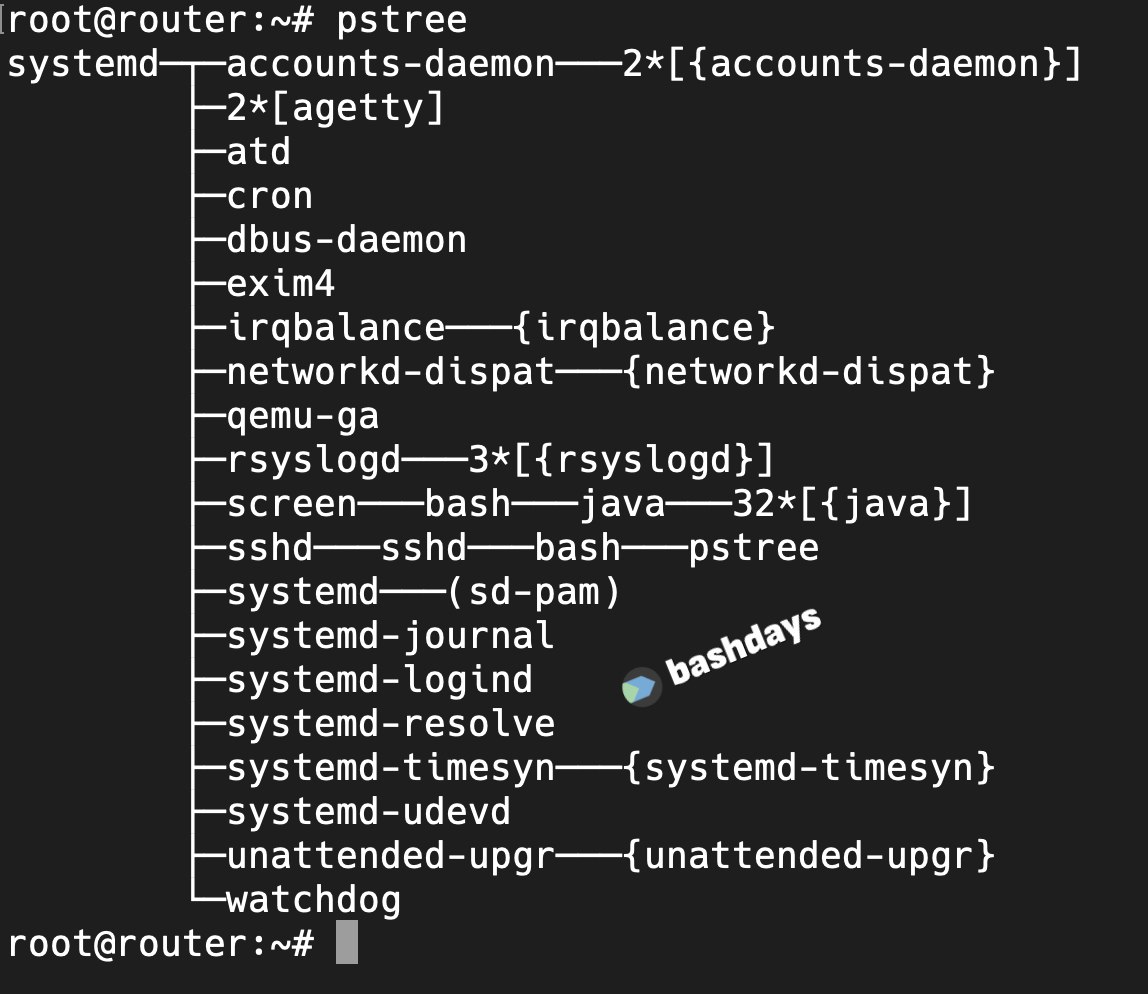 root@router:~# pstree
systemd─┬─accounts-daemon───2*[{accounts-daemon}]
        ├─2*[agetty]
        ├─atd
        ├─cron
        ├─dbus-daemon
        ├─exim4
        ├─irqbalance───{irqbalance}
        ├─networkd-dispat───{networkd-dispat}
        ├─qemu-ga
        ├─rsyslogd───3*[{rsyslogd}]
        ├─screen───bash───java───32*[{java}]
        ├─sshd───sshd───bash───pstree
        ├─systemd───(sd-pam)
        ├─systemd-journal
        ├─systemd-logind
        ├─systemd-resolve
        ├─systemd-timesyn───{systemd-timesyn}
        ├─systemd-udevd
        ├─unattended-upgr───{unattended-upgr}
        └─watchdog
root@router:~#
bashdays